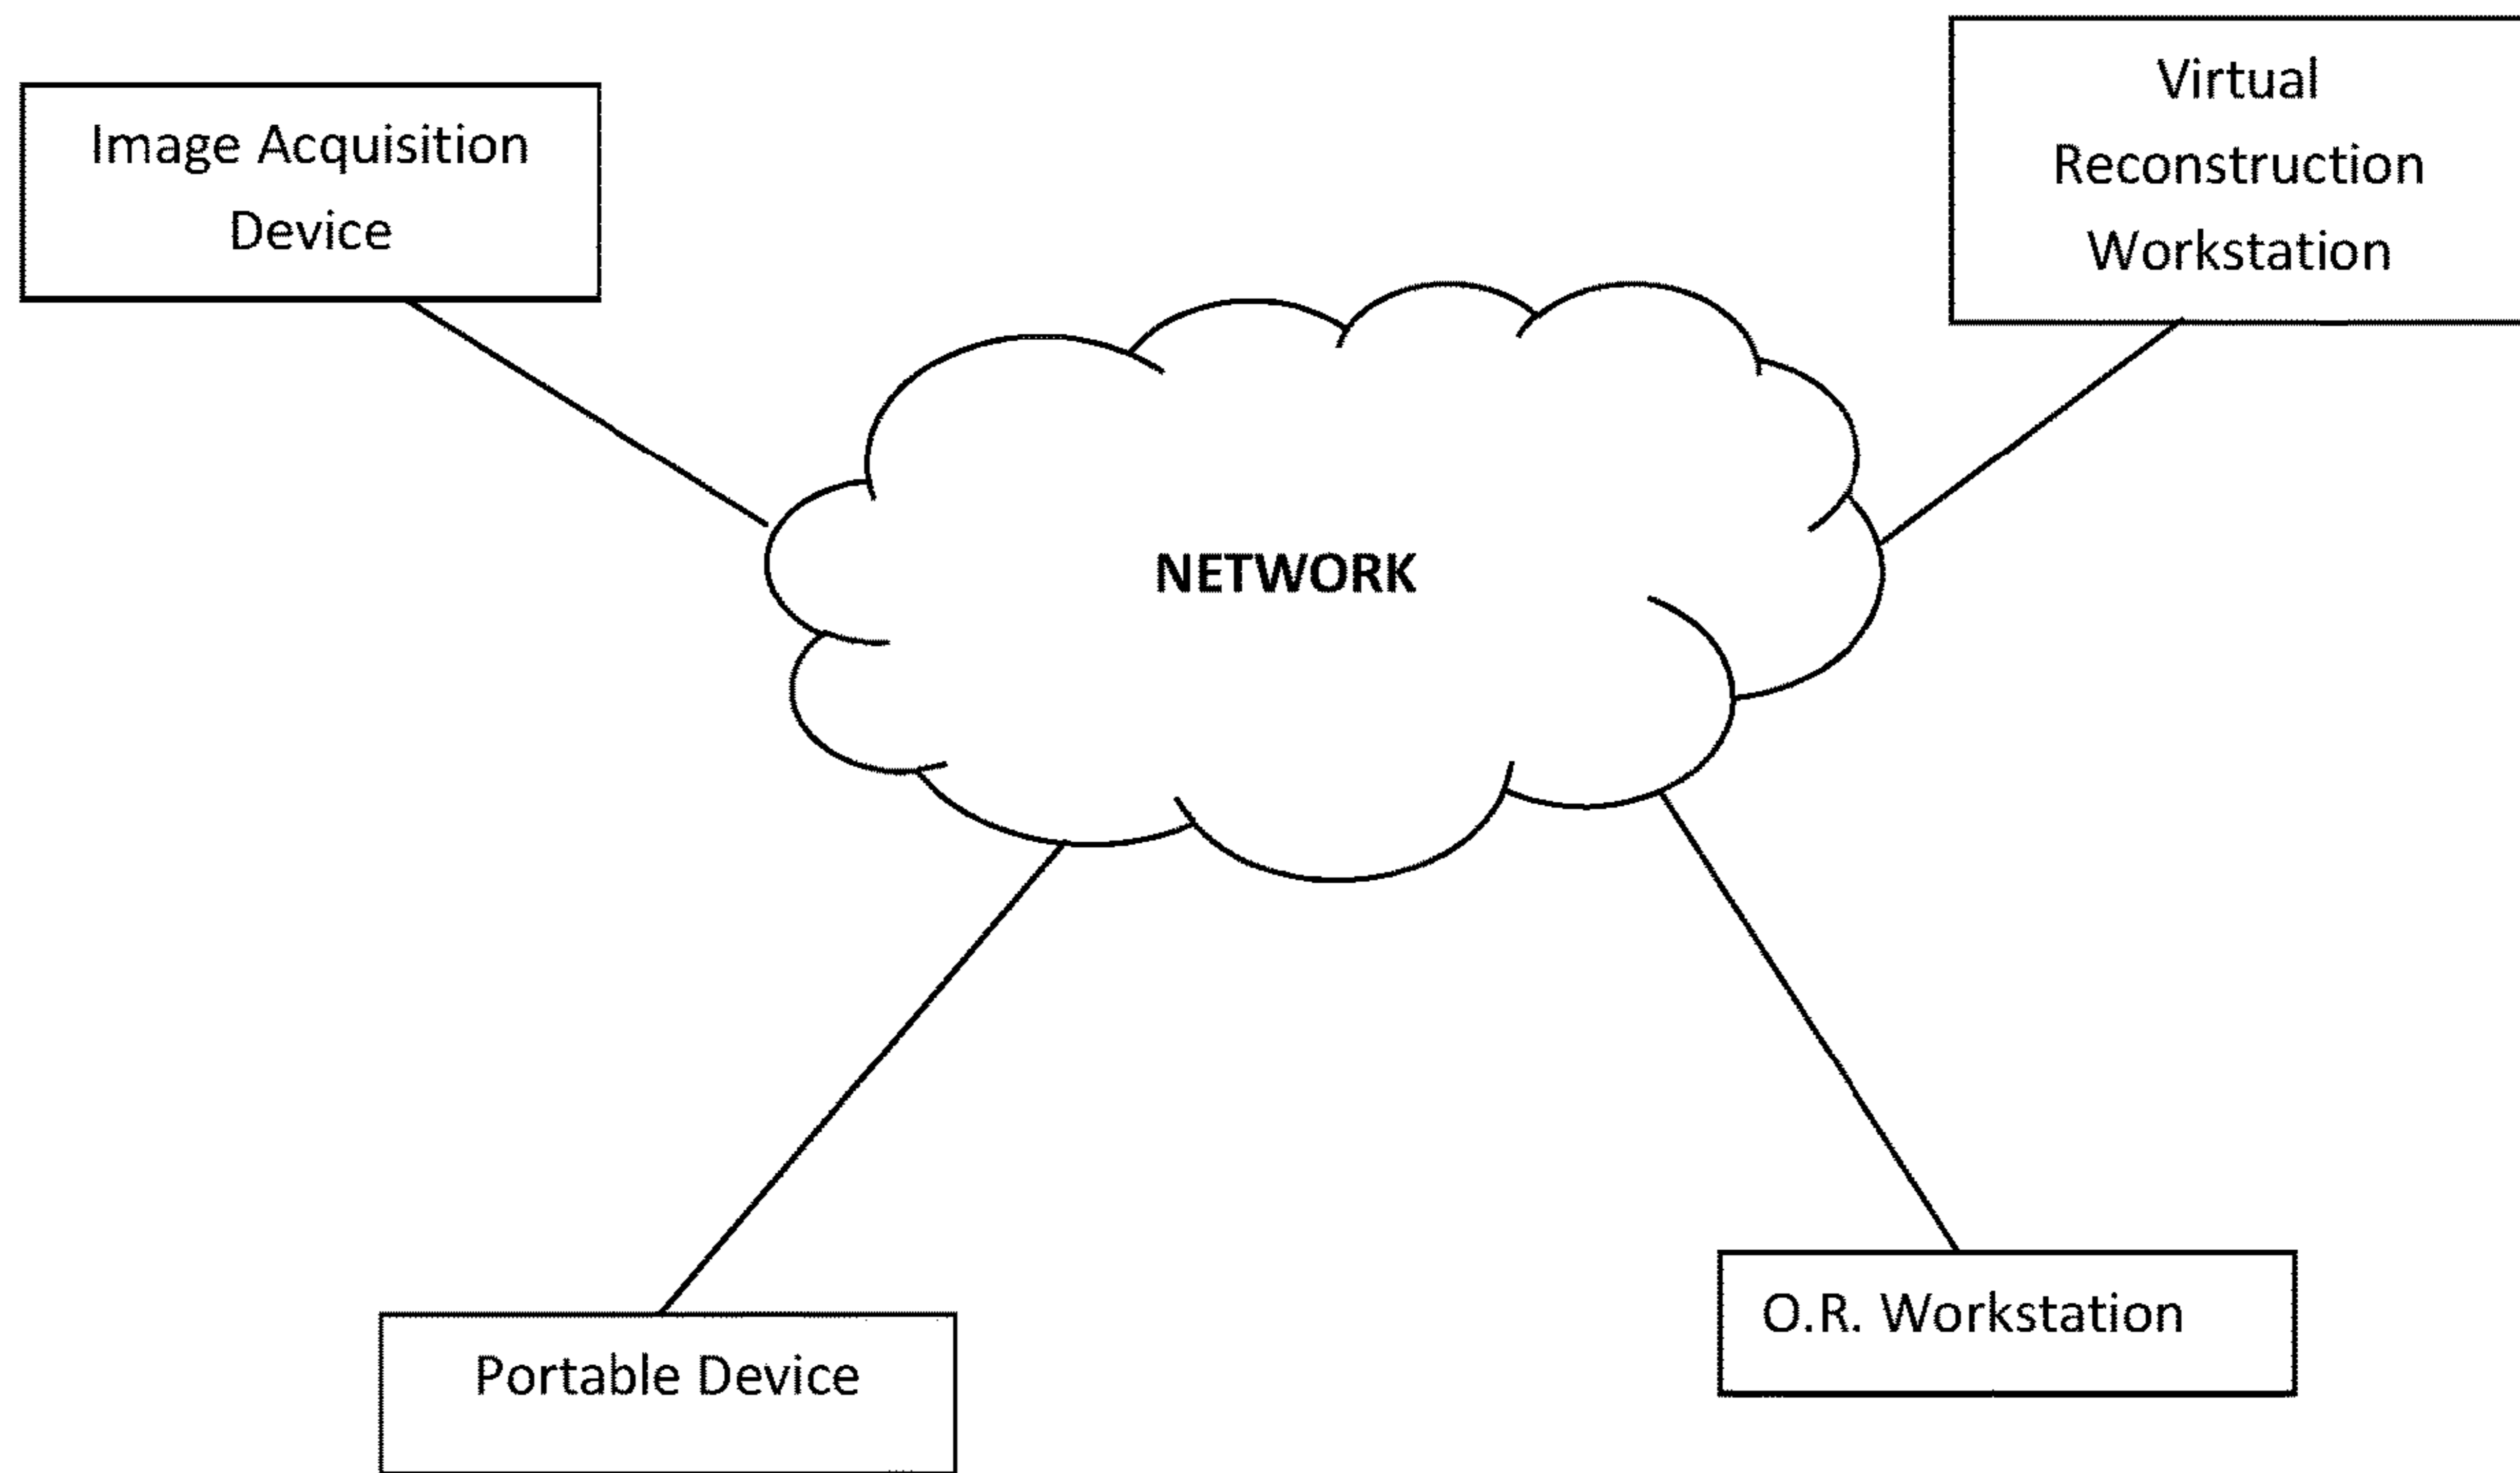 Image Acquisition
Device
Virtual
Reconstruction
Workstation
NETWORK
O.R. Workstation
Portable Device